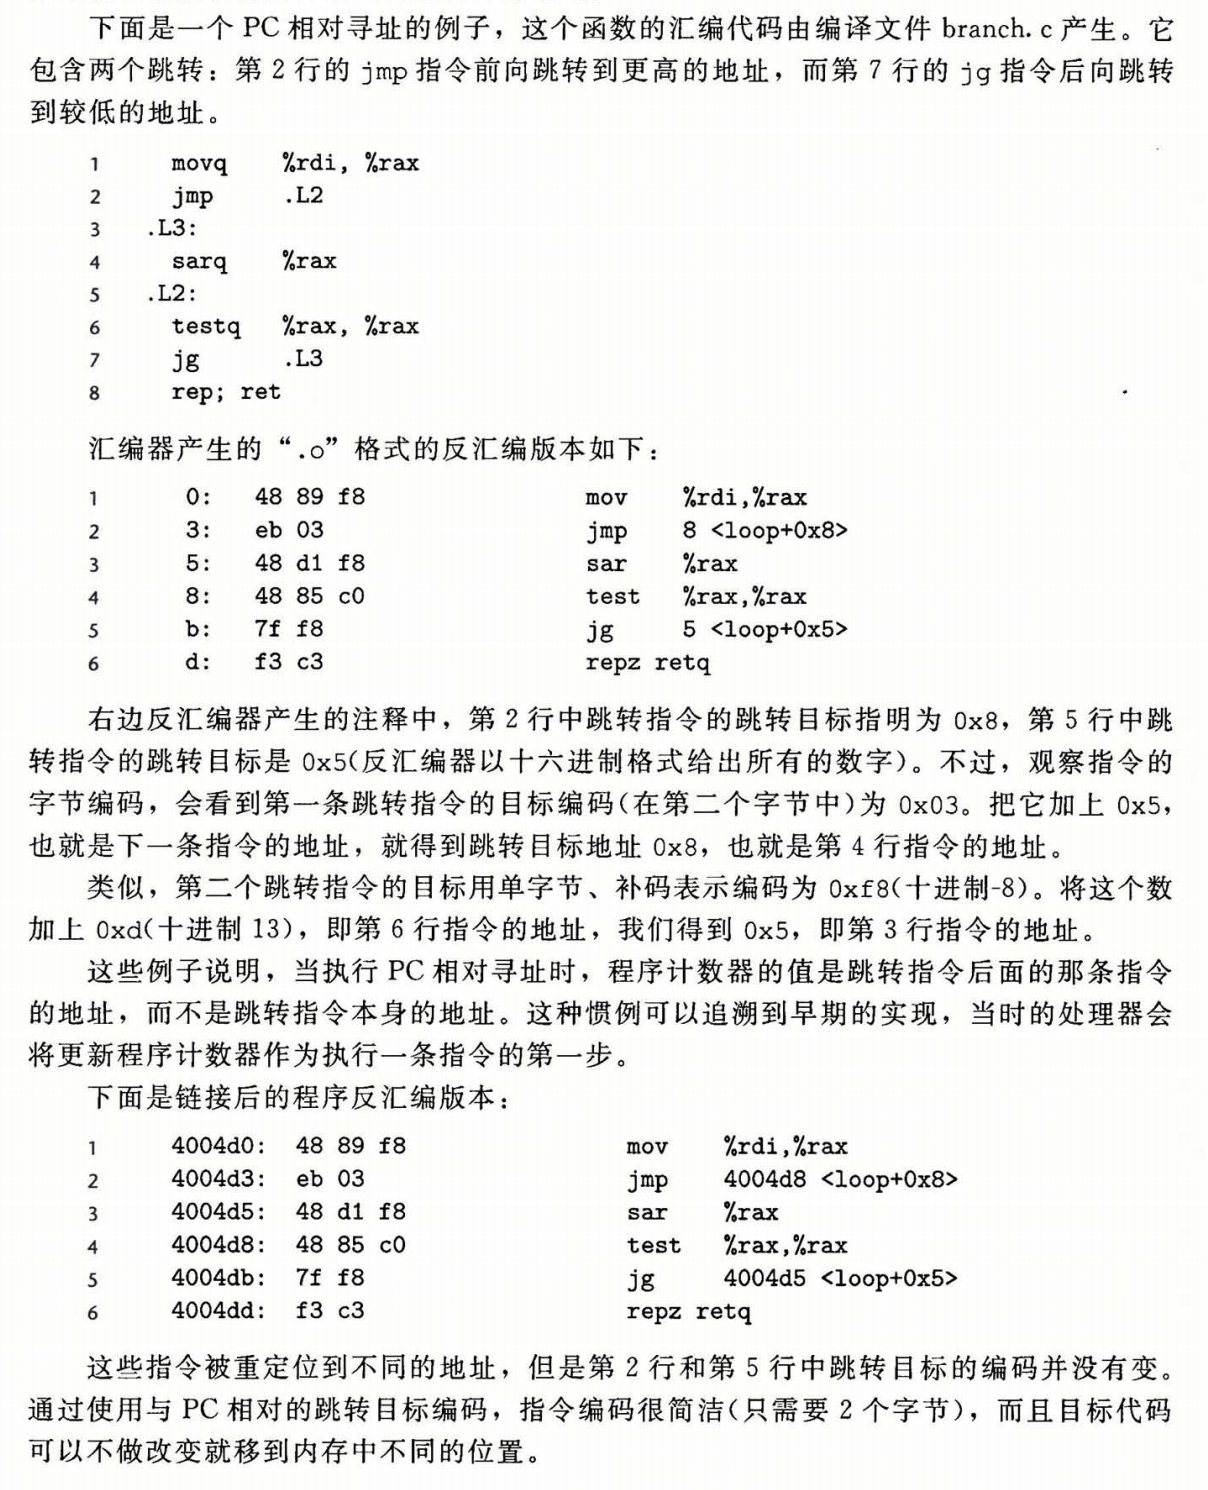 下面是一个 PC 相对寻址的例子，这个函数的汇编代码由编译文件 branch.c 产生。它
包含两个跳转：第 2 行的 jmp 指令前向跳转到更高的地址，而第 7 行的 jg 指令后向跳转
到较低的地址。
1 movq %rdi, %rax
2 jmp .L2
3 .L3:
4 sarq %rax
5 .L2:
6 testq %rax, %rax
7 jg .L3
8 rep; ret
汇编器产生的“.o”格式的反汇编版本如下：
1 0: 48 89 f8 mov %rdi,%rax
2 3: eb 03 jmp 8 <loop+0x8>
3 5: 48 d1 f8 sar %rax
4 8: 48 85 c0 test %rax,%rax
5 b: 7f f8 jg 5 <loop+0x5>
6 d: f3 c3 repz retq
右边反汇编器产生的注释中，第 2 行中跳转指令的跳转目标指明为 0x8，第 5 行中跳
转指令的跳转目标是 0x5(反汇编器以十六进制格式给出所有的数字)。不过，观察指令的
字节编码，会看到第一条跳转指令的目标编码(在第二个字节中)为 0x03。把它加上 0x5，
也就是下一条指令的地址，就得到跳转目标地址 0x8，也就是第 4 行指令的地址。
类似，第二个跳转指令的目标用单字节、补码表示编码为 0xf8(十进制-8)。将这个数
加上 0xd(十进制 13)，即第 6 行指令的地址，我们得到 0x5，即第 3 行指令的地址。
这些例子说明，当执行 PC 相对寻址时，程序计数器的值是跳转指令后面的那条指令
的地址，而不是跳转指令本身的地址。这种惯例可以追溯到早期的实现，当时的处理器会
将更新程序计数器作为执行一条指令的第一步。
下面是链接后的程序反汇编版本：
1 4004d0: 48 89 f8 mov %rdi,%rax
2 4004d3: eb 03 jmp 4004d8 <loop+0x8>
3 4004d5: 48 d1 f8 sar %rax
4 4004d8: 48 85 c0 test %rax,%rax
5 4004db: 7f f8 jg 4004d5 <loop+0x5>
6 4004dd: f3 c3 repz retq
这些指令被重定位到不同的地址，但是第 2 行和第 5 行中跳转目标的编码并没有变。
通过使用与 PC 相对的跳转目标编码，指令编码很简洁(只需要 2 个字节)，而且目标代码
可以不做改变就移到内存中不同的位置。